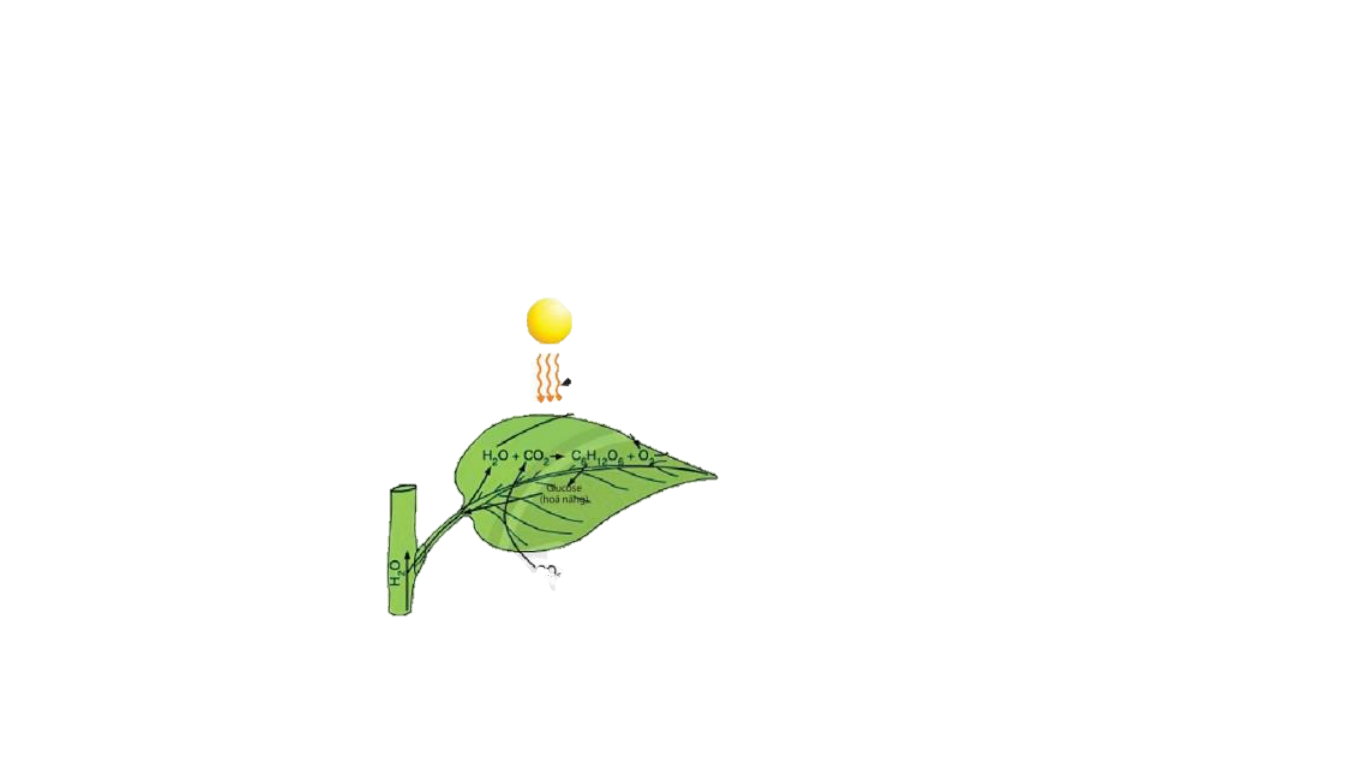 H₂O + CO₂ → C₆H₁₂O₆ + O₂
Glucose
(hoá năng)
H₂O